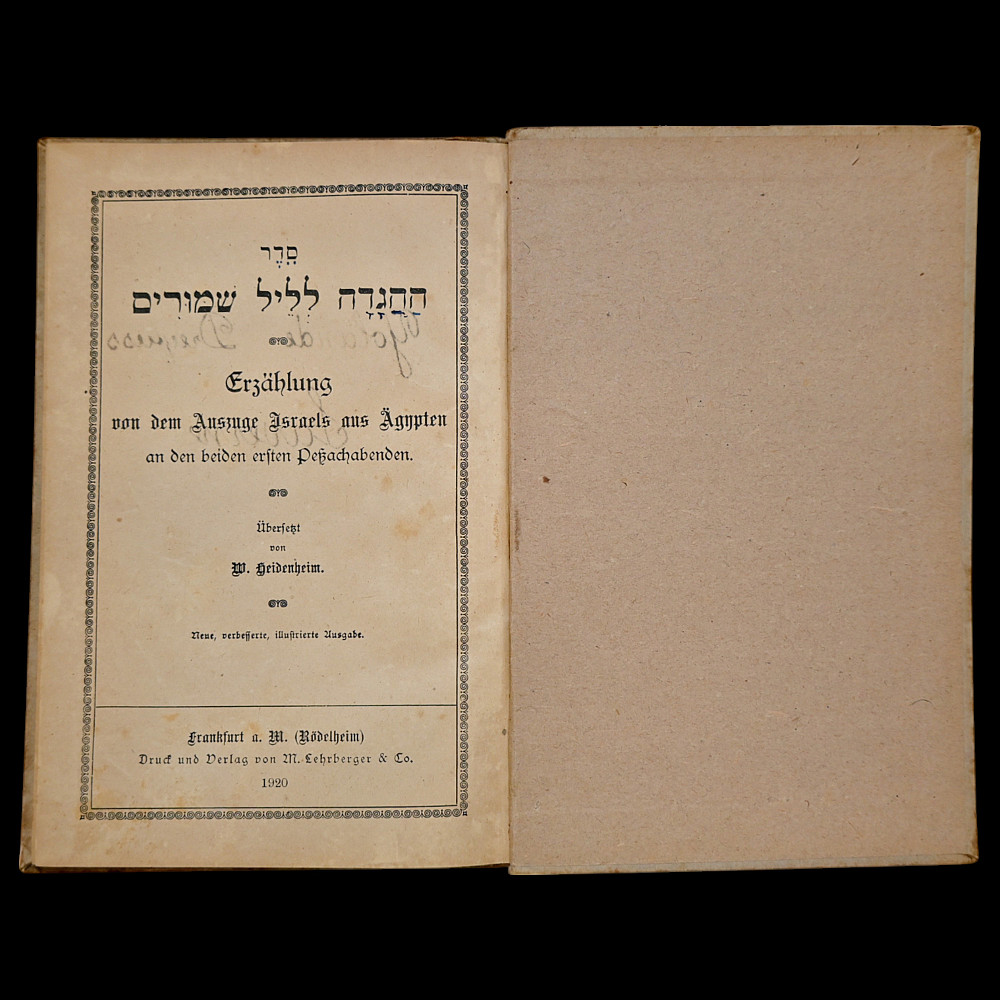 סֵדֶר
הַהַגָּדָה לְלֵיל שִׁמּוּרִים
Erzählung
von dem Auszuge Israels aus Ägypten
an den beiden ersten Peßachabenden.
Übersetzt
von
W. Heidenheim.
Neue, verbesserte, illustrierte Ausgabe.
Frankfurt a. M. (Rödelheim)
Druck und Verlag von M. Lehrberger & Co.
1920